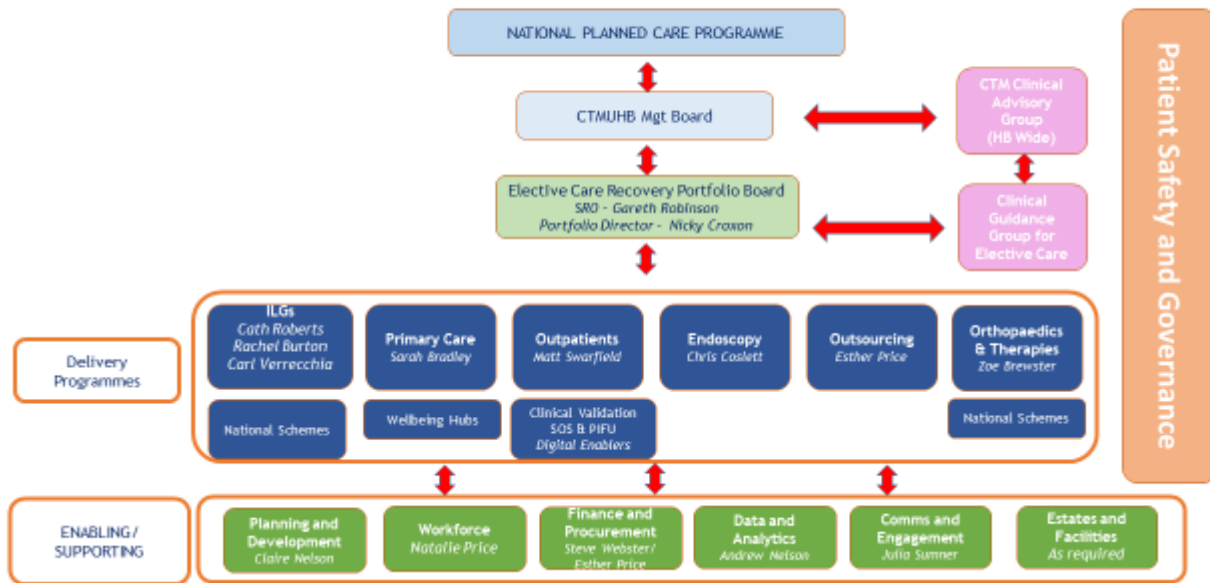 NATIONAL PLANNED CARE PROGRAMME
CTMUHB Mgt Board
CTM Clinical
Advisory
Group
(HB Wide)
Elective Care Recovery Portfolio Board
SRO - Gareth Robinson
Portfolio Director - Nicky Croxon
Clinical
Guidance
Group for
Elective Care
Patient Safety and Governance
Delivery
Programmes
ILGs
Cath Roberts
Rachel Burton
Carl Verrecchia
Primary Care
Sarah Bradley
Outpatients
Matt Swarfield
Endoscopy
Chris Coslett
Outsourcing
Esther Price
Orthopaedics
& Therapies
Zoe Brewster
National Schemes
Wellbeing Hubs
Clinical Validation
SOS & PIFU
Digital Enablers
National Schemes
ENABLING /
SUPPORTING
Planning and
Development
Claire Nelson
Workforce
Natalie Price
Finance and
Procurement
Steve Webster/
Esther Price
Data and
Analytics
Andrew Nelson
Comms and
Engagement
Julia Sumner
Estates and
Facilities
As required